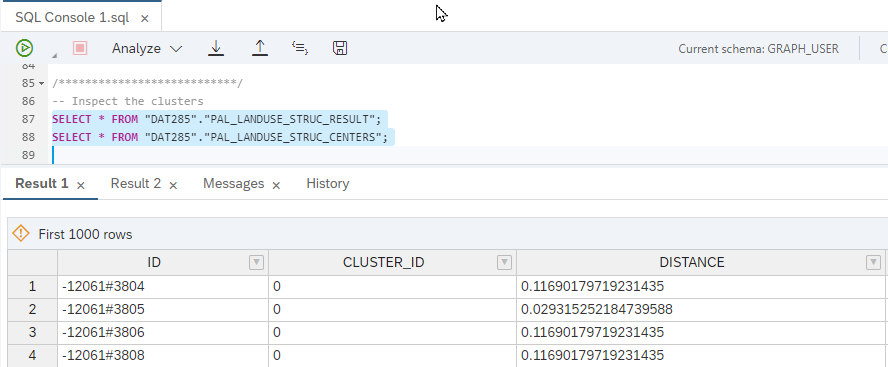 SQL Console 1.sql ×
Analyze
Current schema: GRAPH_USER
84
85 /***************************/
86 -- Inspect the clusters
87 SELECT * FROM "DAT285"."PAL_LANDUSE_STRUC_RESULT";
88 SELECT * FROM "DAT285"."PAL_LANDUSE_STRUC_CENTERS";
89
Result 1 × Result 2 × Messages × History
First 1000 rows
ID CLUSTER_ID DISTANCE
1 -12061#3804 0 0.11690179719231435
2 -12061#3805 0 0.029315252184739588
3 -12061#3806 0 0.11690179719231435
4 -12061#3808 0 0.11690179719231435